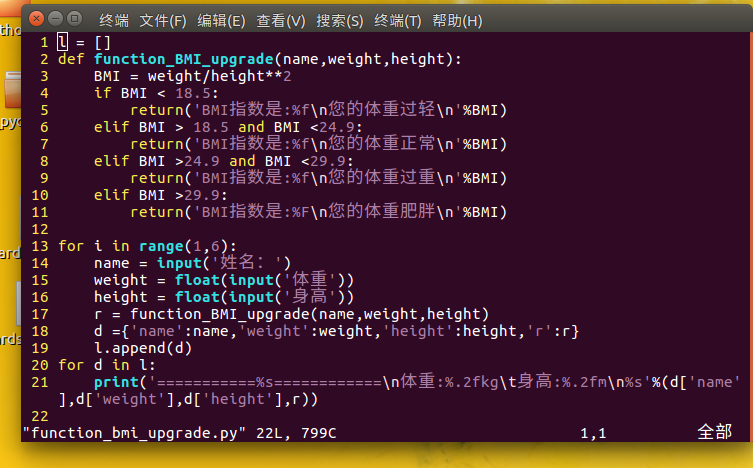 终端 终端 文件(F) 编辑(E) 查看(V) 搜索(S) 终端(T) 帮助(H)
1 l = []
2 def function_BMI_upgrade(name,weight,height):
3     BMI = weight/height**2
4     if BMI < 18.5:
5         return('BMI指数是:%f\n您的体重过轻\n'%BMI)
6     elif BMI > 18.5 and BMI <24.9:
7         return('BMI指数是:%f\n您的体重正常\n'%BMI)
8     elif BMI >24.9 and BMI <29.9:
9         return('BMI指数是:%f\n您的体重过重\n'%BMI)
10     elif BMI >29.9:
11         return('BMI指数是:%F\n您的体重肥胖\n'%BMI)
12
13 for i in range(1,6):
14     name = input('姓名：')
15     weight = float(input('体重'))
16     height = float(input('身高'))
17     r = function_BMI_upgrade(name,weight,height)
18     d ={'name':name,'weight':weight,'height':height,'r':r}
19     l.append(d)
20 for d in l:
21     print('===========%s============\n体重:%.2fkg\t身高:%.2fm\n%s'%(d['name'
],d['weight'],d['height'],r))
22
"function_bmi_upgrade.py" 22L, 799C 1,1 全部